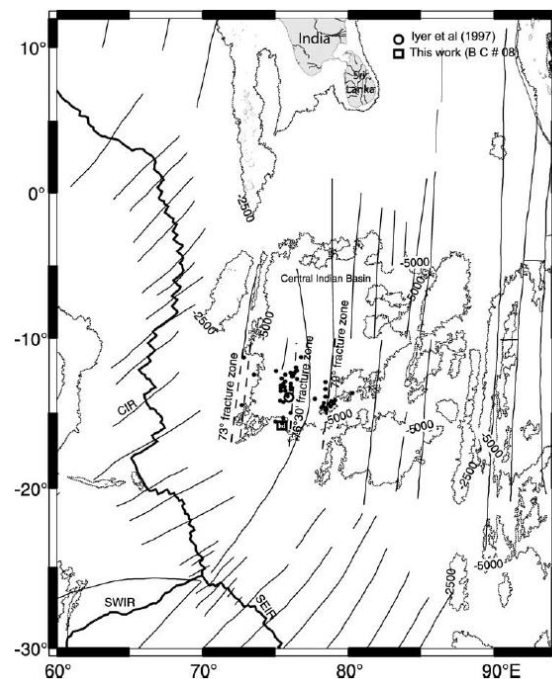 10°
0°
-10°
-20°
-30°
60°
70°
80°
90°E
India
Sri
Lanka
Iyer et al (1997)
This work (B C # 08)
-2500
-5000
Central Indian Basin
-5000
-2500
-5000
-5000
73° fracture zone
76°30' fracture zone
fracture zone
-5000
-5000
-5000
-2500
-5000
-2500
CIR
SWIR
SEIR